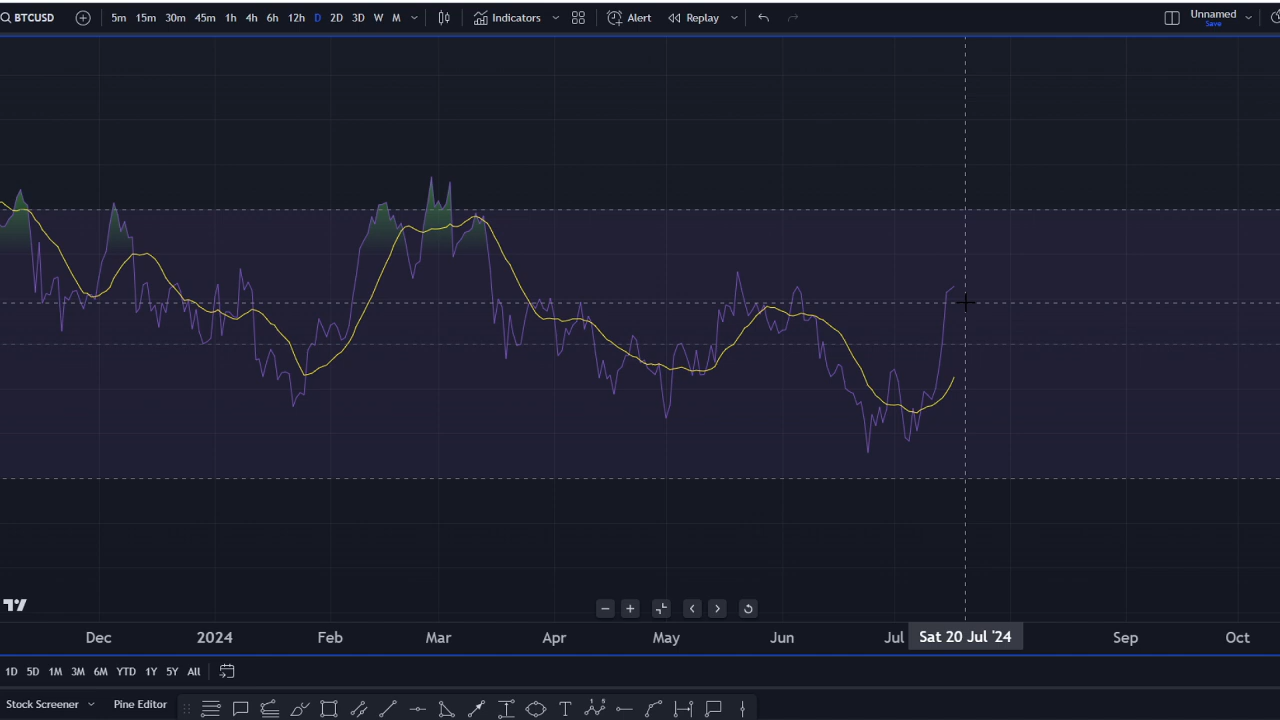 BTCUSD 5m 15m 30m 45m 1h 4h 6h 12h D 2D 3D W M Indicators Alert Replay Unnamed
Save
Dec 2024 Feb Mar Apr May Jun Jul Sat 20 Jul '24 Sep Oct
1D 5D 1M 3M 6M YTD 1Y 5Y All
Stock Screener Pine Editor